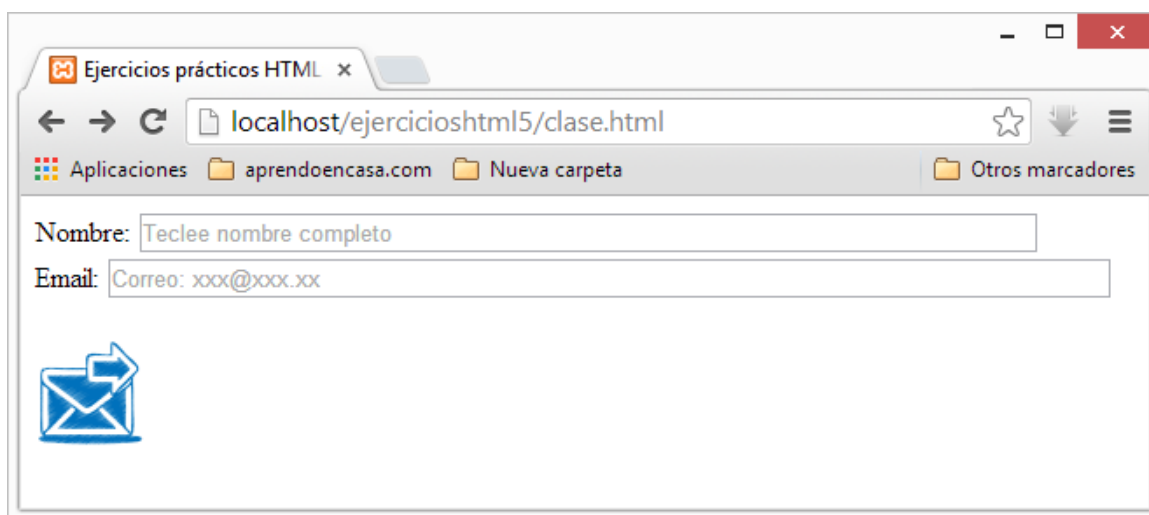 Ejercicios prácticos HTML
localhost/ejercicioshtml5/clase.html
Aplicaciones aprendoencasa.com Nueva carpeta Otros marcadores
Nombre: Teclee nombre completo
Email: Correo: xxx@xxx.xx